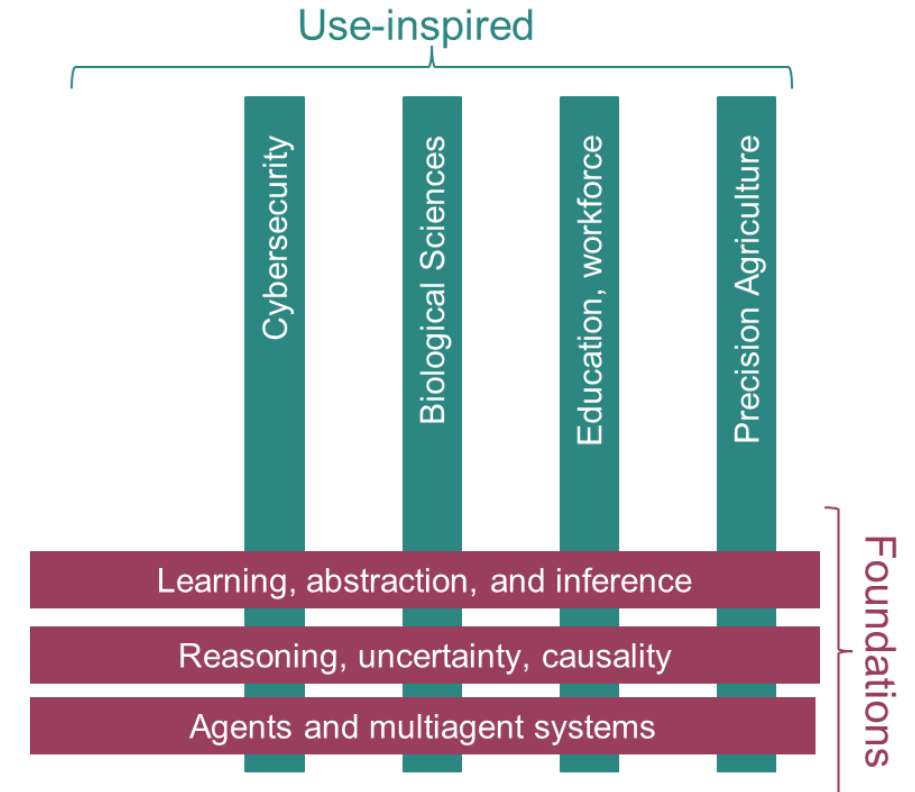 Use-inspired
Cybersecurity
Biological Sciences
Education, workforce
Precision Agriculture
Learning, abstraction, and inference
Reasoning, uncertainty, causality
Agents and multiagent systems
Foundations